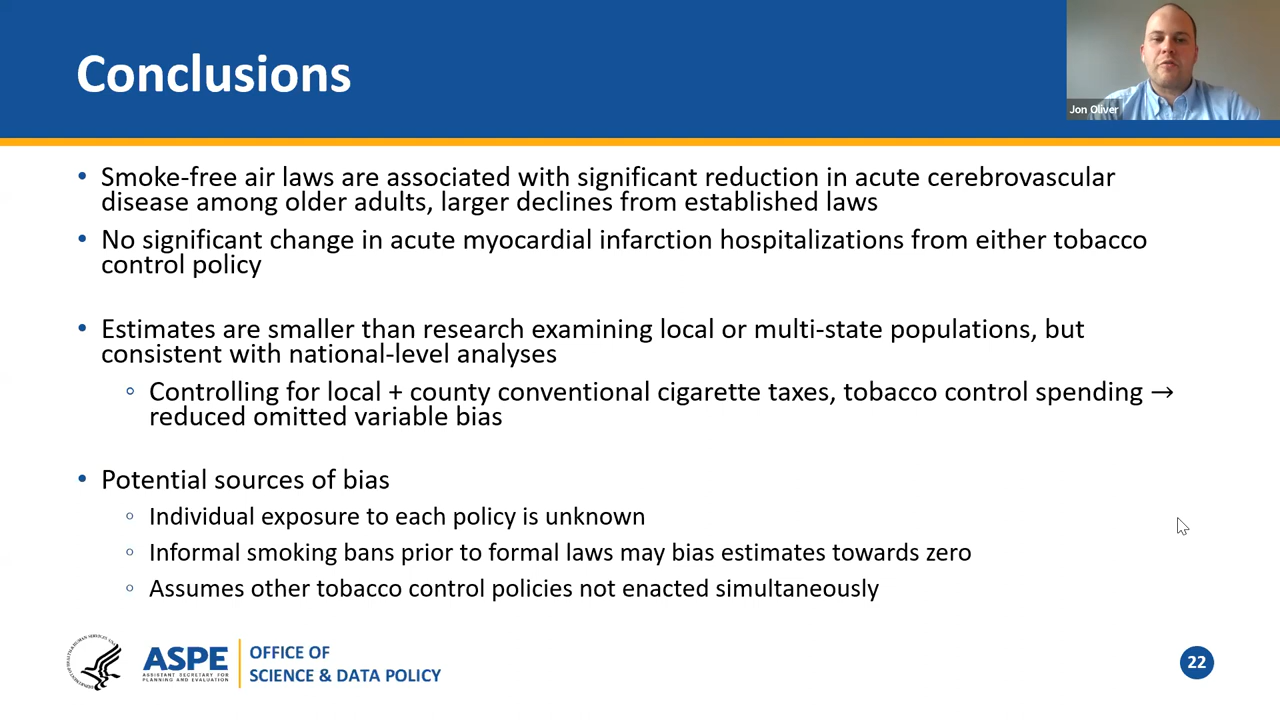 Conclusions
Jon Oliver
• Smoke-free air laws are associated with significant reduction in acute cerebrovascular
disease among older adults, larger declines from established laws
• No significant change in acute myocardial infarction hospitalizations from either tobacco
control policy
• Estimates are smaller than research examining local or multi-state populations, but
consistent with national-level analyses
◦ Controlling for local + county conventional cigarette taxes, tobacco control spending →
reduced omitted variable bias
• Potential sources of bias
◦ Individual exposure to each policy is unknown
◦ Informal smoking bans prior to formal laws may bias estimates towards zero
◦ Assumes other tobacco control policies not enacted simultaneously
ASPE
ASSISTANT SECRETARY FOR
PLANNING AND EVALUATION
OFFICE OF
SCIENCE & DATA POLICY
22